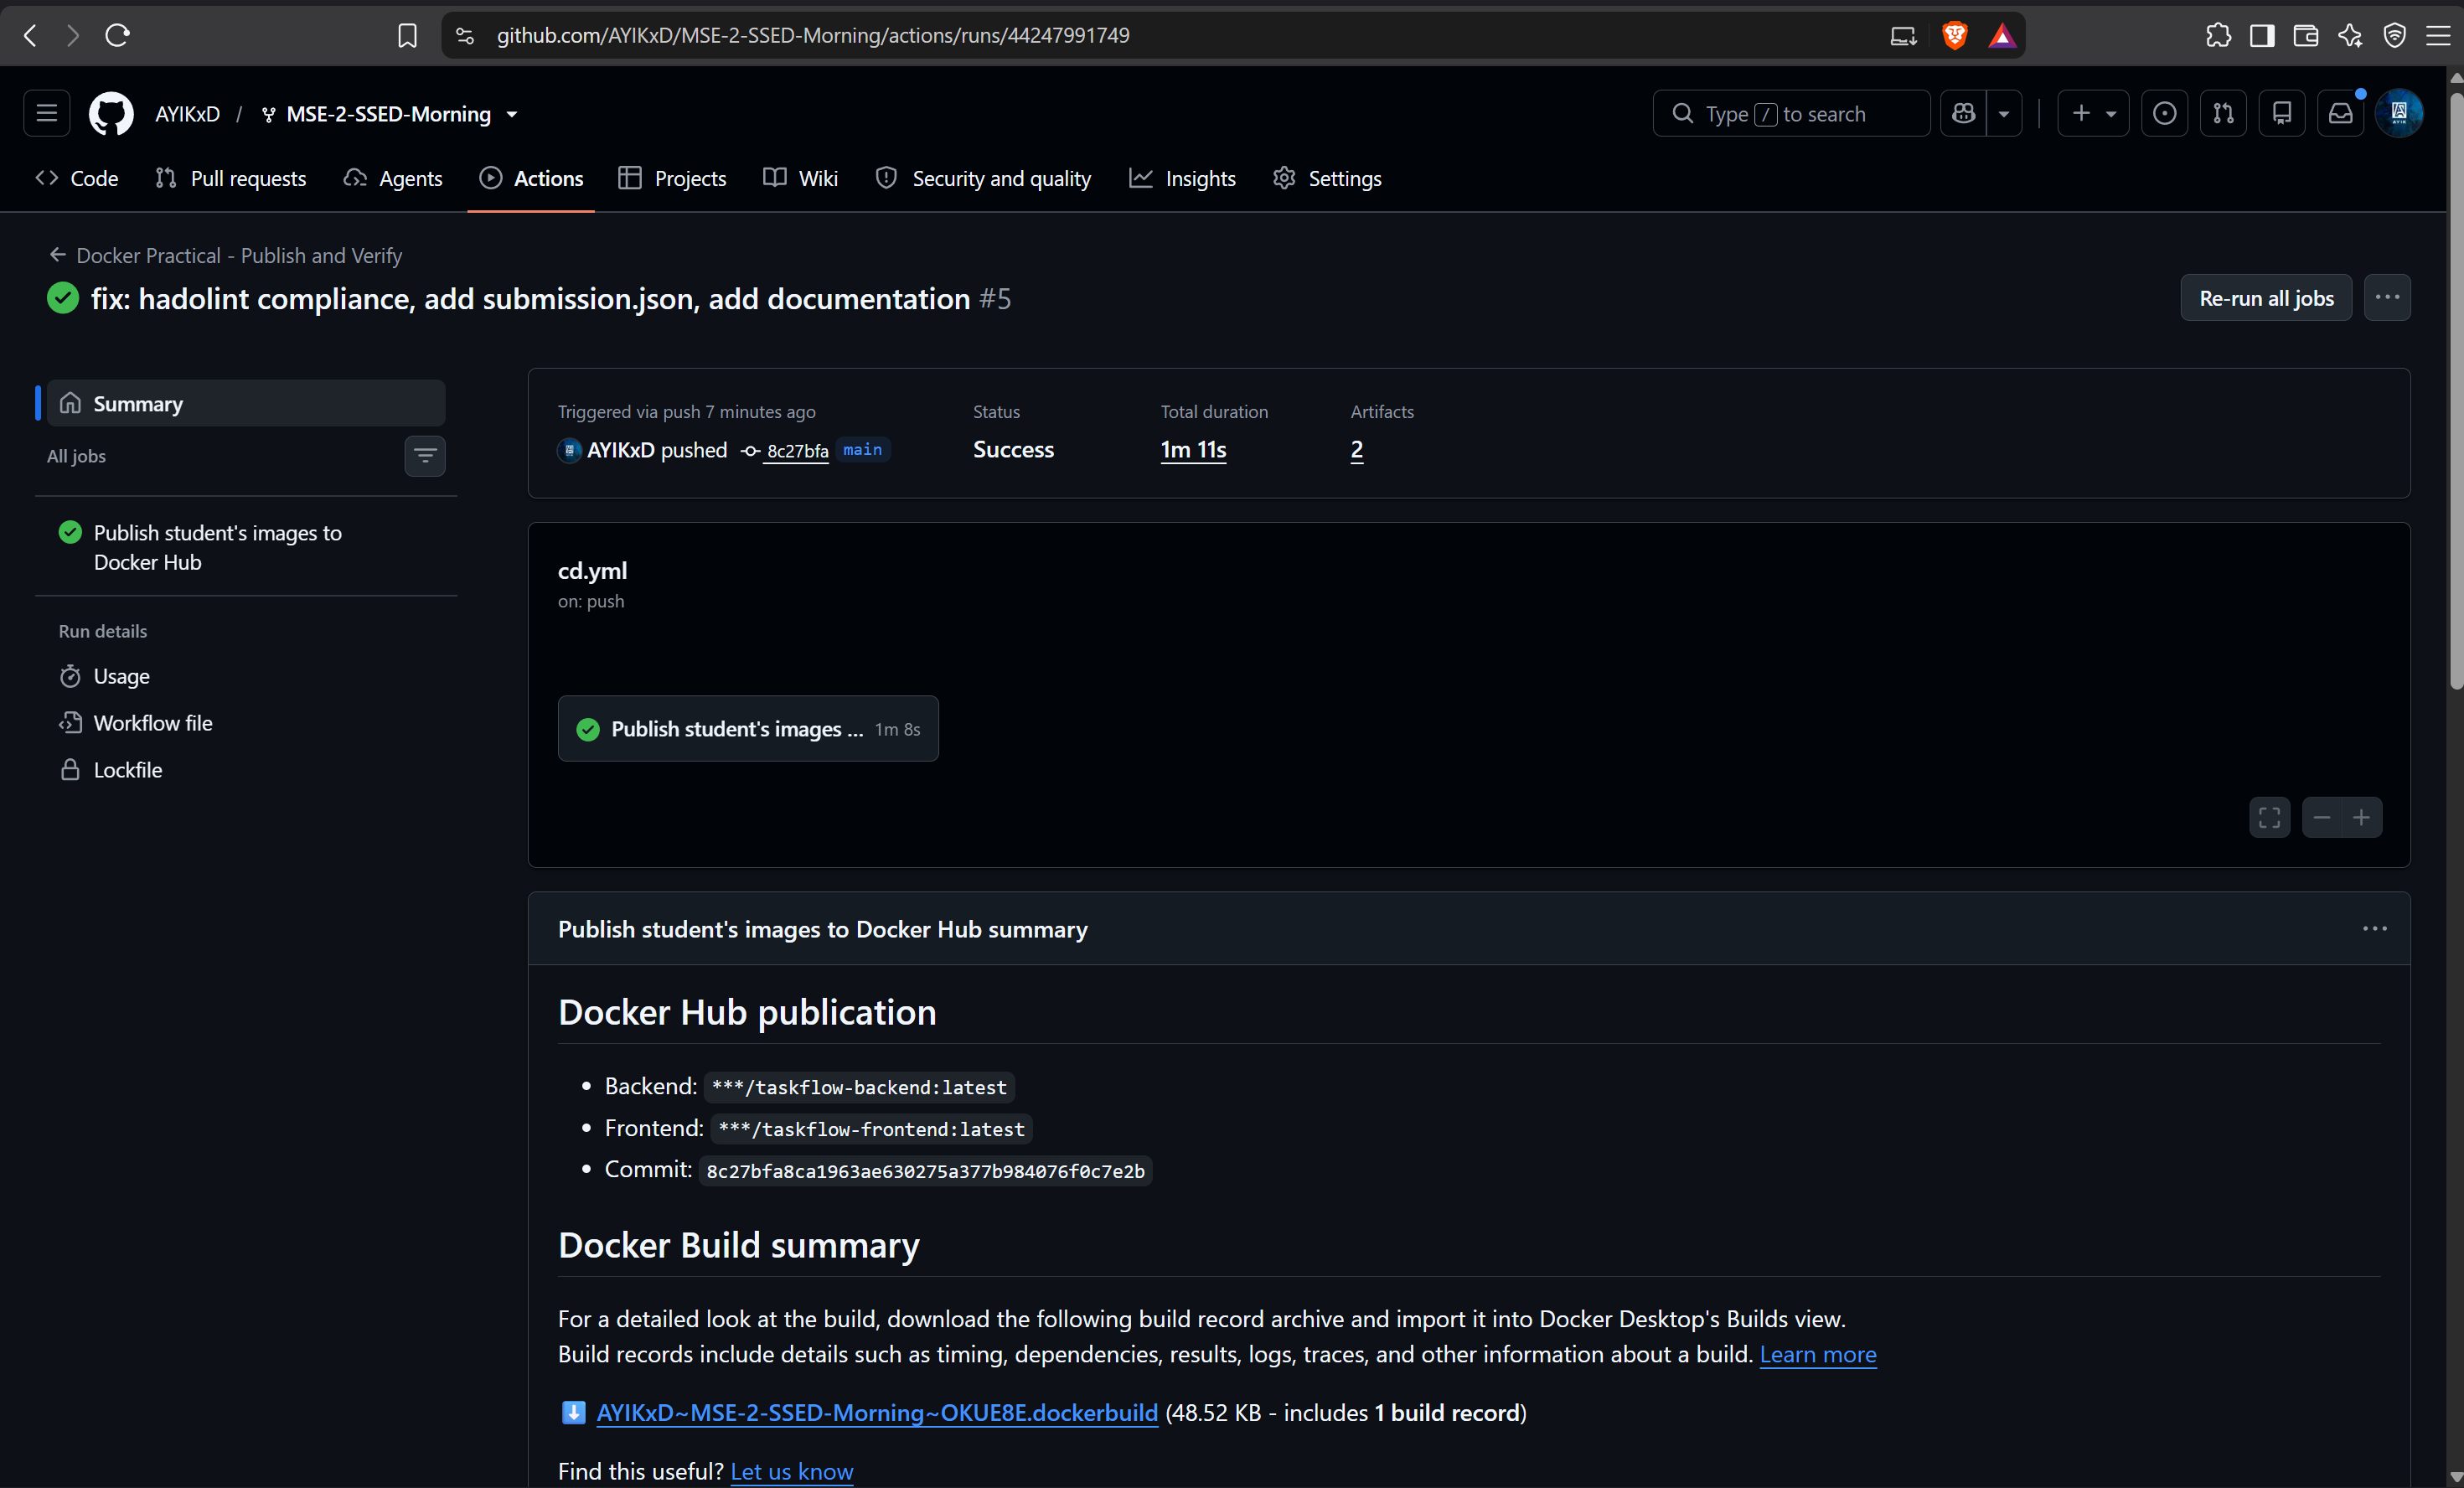 github.com/AYIKxD/MSE-2-SSED-Morning/actions/runs/44247991749
AYIKxD / MSE-2-SSED-Morning
Type / to search
Code
Pull requests
Agents
Actions
Projects
Wiki
Security and quality
Insights
Settings
Docker Practical - Publish and Verify
fix: hadolint compliance, add submission.json, add documentation #5
Re-run all jobs
Summary
All jobs
Publish student's images to
Docker Hub
Run details
Usage
Workflow file
Lockfile
Triggered via push 7 minutes ago
AYIKxD pushed 8c27bfa main
Status
Success
Total duration
1m 11s
Artifacts
2
cd.yml
on: push
Publish student's images ... 1m 8s
Publish student's images to Docker Hub summary
Docker Hub publication
• Backend: ***/taskflow-backend:latest
• Frontend: ***/taskflow-frontend:latest
• Commit: 8c27bfa8ca1963ae630275a377b984076f0c7e2b
Docker Build summary
For a detailed look at the build, download the following build record archive and import it into Docker Desktop's Builds view.
Build records include details such as timing, dependencies, results, logs, traces, and other information about a build. Learn more
AYIKxD~MSE-2-SSED-Morning~OKUE8E.dockerbuild (48.52 KB - includes 1 build record)
Find this useful? Let us know